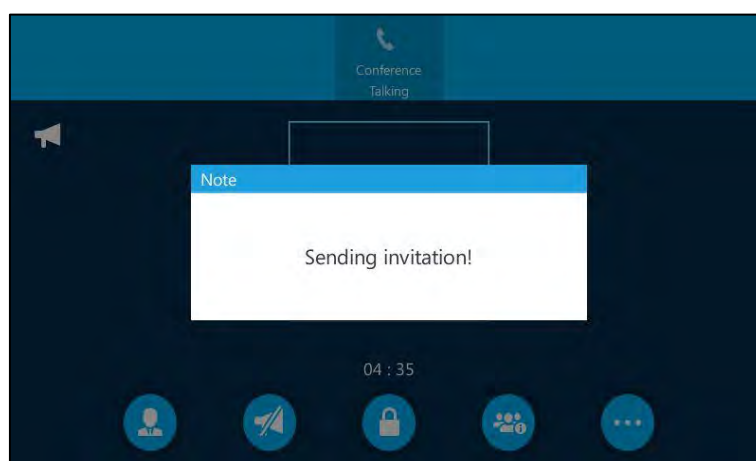 Conference
Talking
Note
Sending invitation!
04 : 35